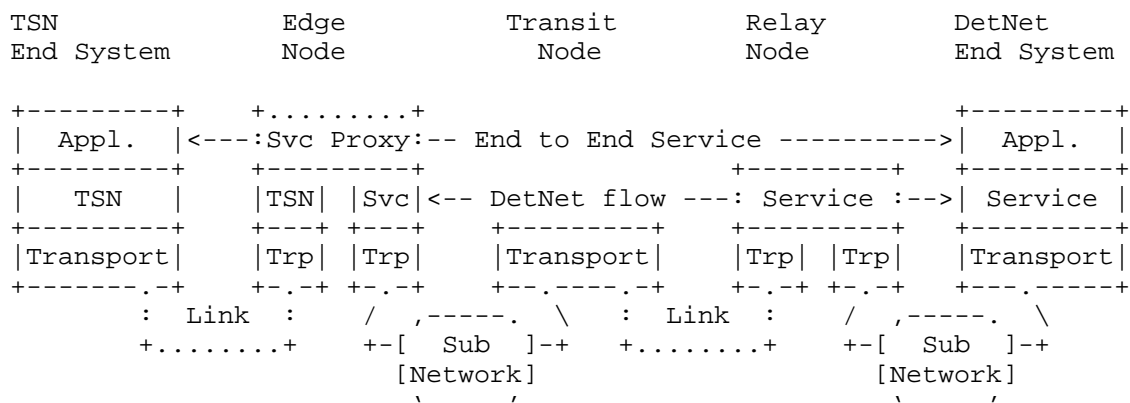 TSN Edge Transit Relay DetNet
End System Node Node Node End System
Appl. <---:Svc Proxy:-- End to End Service ---------->| Appl.
TSN |TSN| |Svc|<-- DetNet flow ---: Service :-->| Service
Transport |Trp| |Trp| |Transport| |Trp| |Trp| |Transport|
: Link : / ,-----. \ : Link : / ,-----. \
+........+ +-[ Sub ]-+ +........+ +-[ Sub ]-+
[Network] [Network]